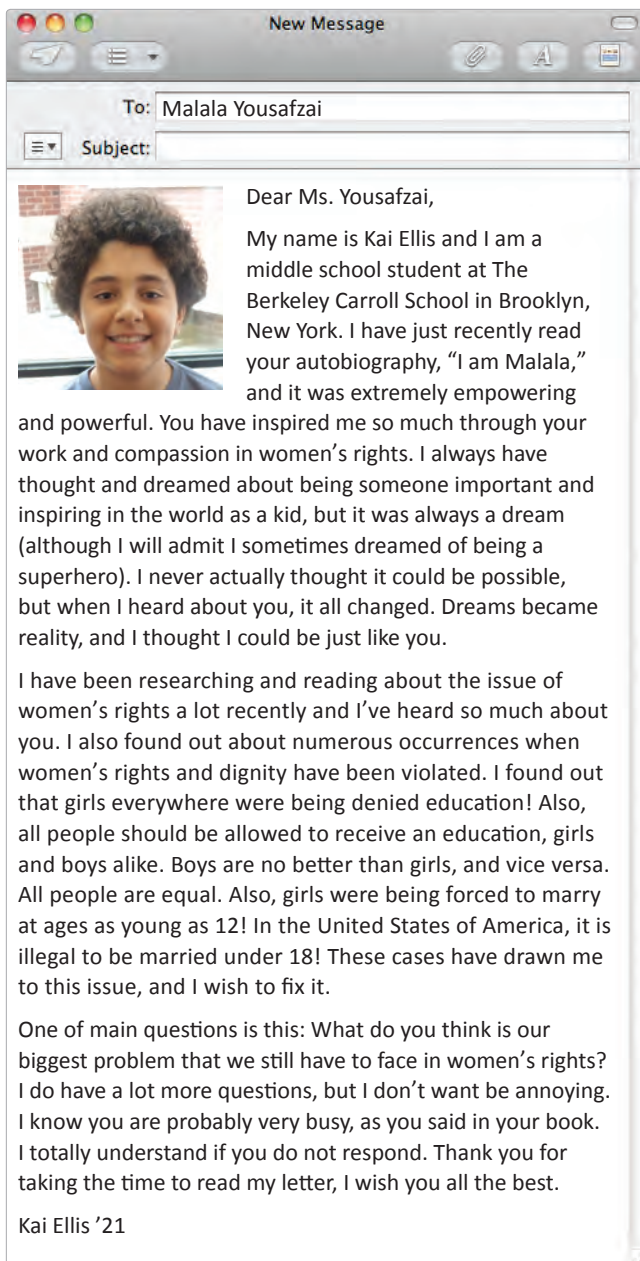 New Message
To: Malala Yousafzai
Subject:
Dear Ms. Yousafzai,
My name is Kai Ellis and I am a
middle school student at The
Berkeley Carroll School in Brooklyn,
New York. I have just recently read
your autobiography, “I am Malala,”
and it was extremely empowering
and powerful. You have inspired me so much through your
work and compassion in women’s rights. I always have
thought and dreamed about being someone important and
inspiring in the world as a kid, but it was always a dream
(although I will admit I sometimes dreamed of being a
superhero). I never actually thought it could be possible,
but when I heard about you, it all changed. Dreams became
reality, and I thought I could be just like you.
I have been researching and reading about the issue of
women’s rights a lot recently and I’ve heard so much about
you. I also found out about numerous occurrences when
women’s rights and dignity have been violated. I found out
that girls everywhere were being denied education! Also,
all people should be allowed to receive an education, girls
and boys alike. Boys are no better than girls, and vice versa.
All people are equal. Also, girls were being forced to marry
at ages as young as 12! In the United States of America, it is
illegal to be married under 18! These cases have drawn me
to this issue, and I wish to fix it.
One of main questions is this: What do you think is our
biggest problem that we still have to face in women’s rights?
I do have a lot more questions, but I don’t want be annoying.
I know you are probably very busy, as you said in your book.
I totally understand if you do not respond. Thank you for
taking the time to read my letter, I wish you all the best.
Kai Ellis ’21